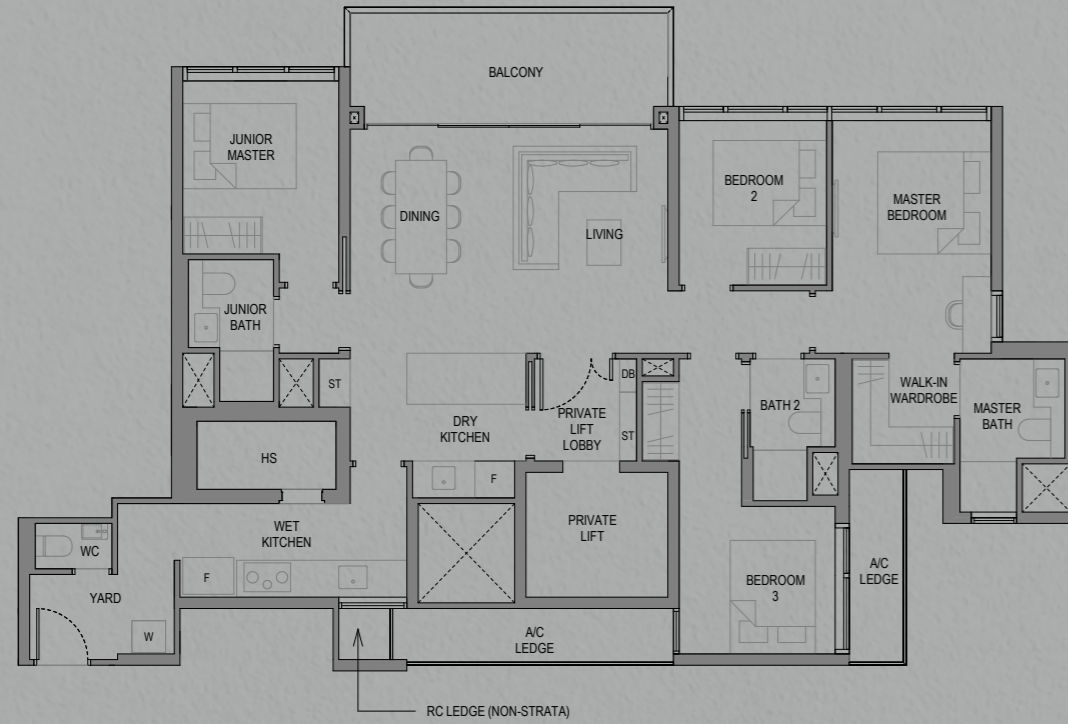 BALCONY
JUNIOR
MASTER
DINING
LIVING
BEDROOM
2
MASTER
BEDROOM
JUNIOR
BATH
ST
DRY
KITCHEN
PRIVATE
LIFT
LOBBY
DB
ST
BATH 2
WALK-IN
WARDROBE
MASTER
BATH
HS
F
WET
KITCHEN
PRIVATE
LIFT
WC
F
YARD
W
BEDROOM
3
A/C
LEDGE
A/C
LEDGE
RC LEDGE (NON-STRATA)